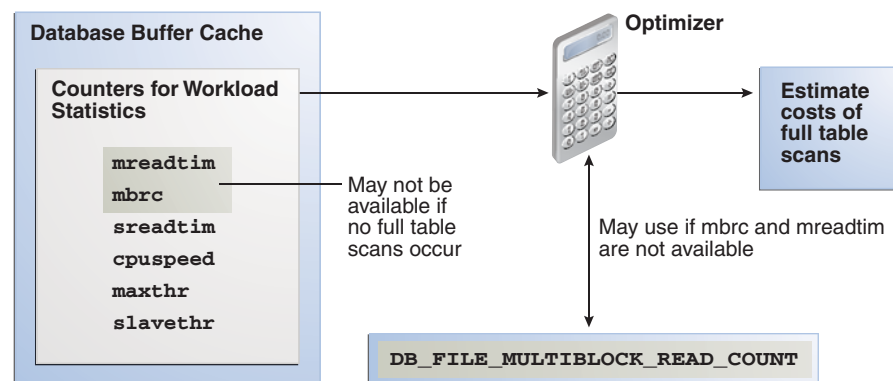 Database Buffer Cache
Counters for Workload
Statistics
mreadtim
mbrc
sreadtim
cpuspeed
maxthr
slavethr
May not be
available if
no full table
scans occur
Optimizer
Estimate
costs of
full table
scans
May use if mbrc and mreadtim
are not available
DB_FILE_MULTIBLOCK_READ_COUNT